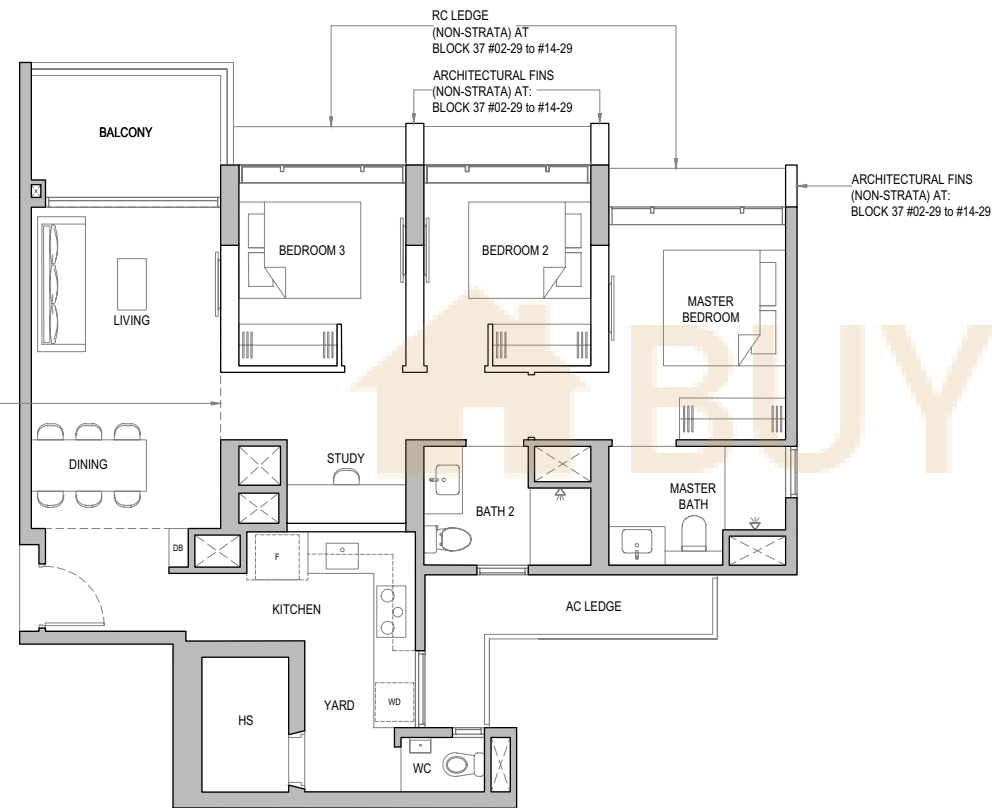 RC LEDGE
(NON-STRATA) AT
BLOCK 37 #02-29 to #14-29
ARCHITECTURAL FINS
(NON-STRATA) AT:
BLOCK 37 #02-29 to #14-29
BALCONY
ARCHITECTURAL FINS
(NON-STRATA) AT:
BLOCK 37 #02-29 to #14-29
BEDROOM 3
BEDROOM 2
MASTER
BEDROOM
LIVING
BUY
DINING
STUDY
BATH 2
MASTER
BATH
DB
F
KITCHEN
AC LEDGE
YARD
WD
HS
WC